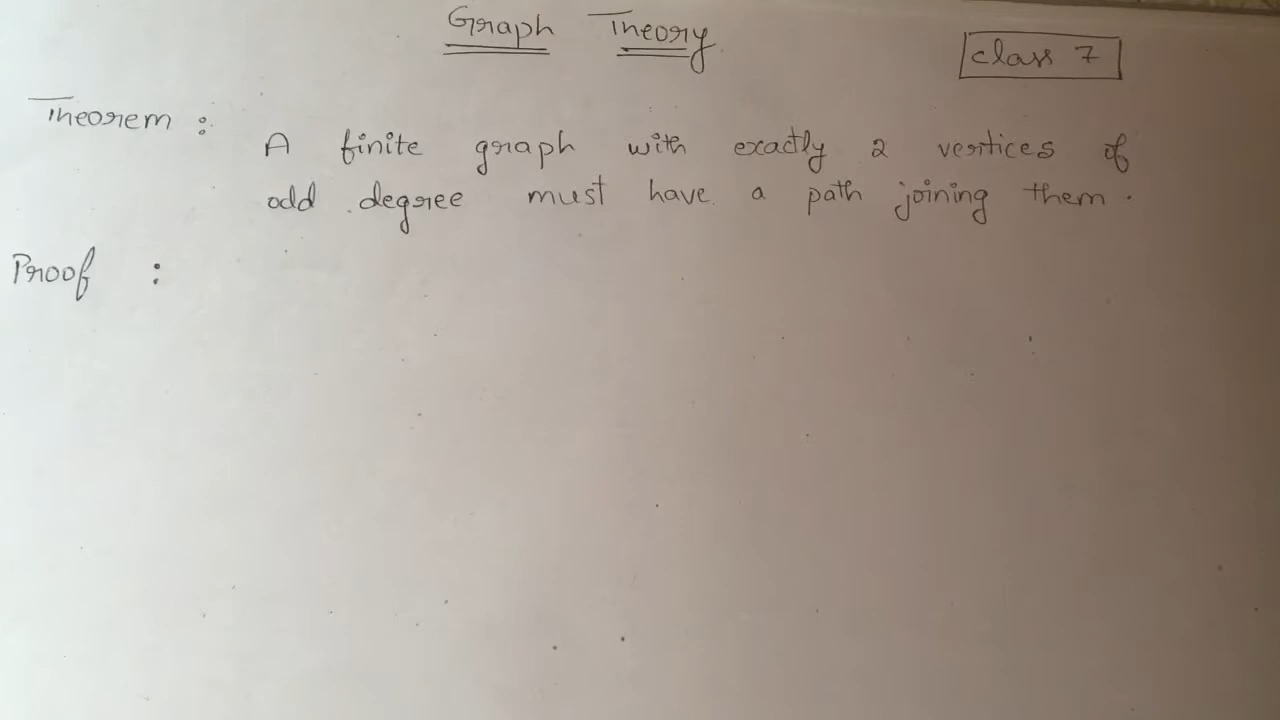 Graph Theory
class 7
Theorem :
A finite graph with exactly 2 vertices of
odd degree must have a path joining them.
Proof :